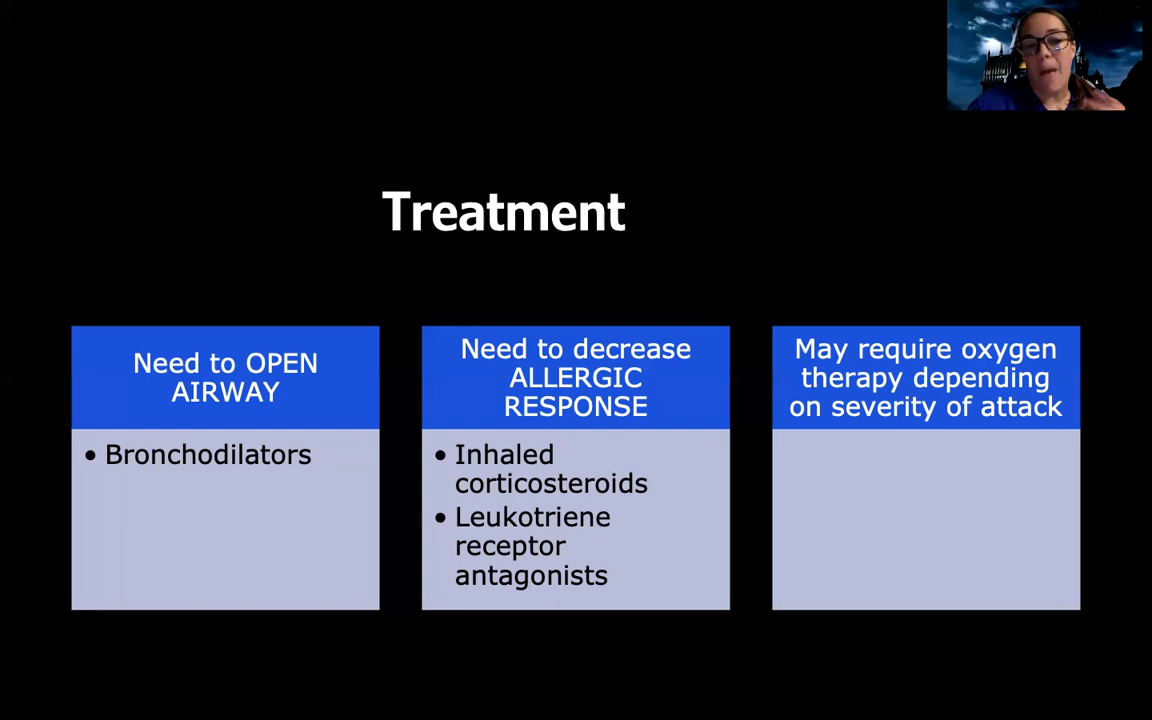 Treatment
Need to OPEN
AIRWAY
• Bronchodilators
Need to decrease
ALLERGIC
RESPONSE
• Inhaled
corticosteroids
• Leukotriene
receptor
antagonists
May require oxygen
therapy depending
on severity of attack